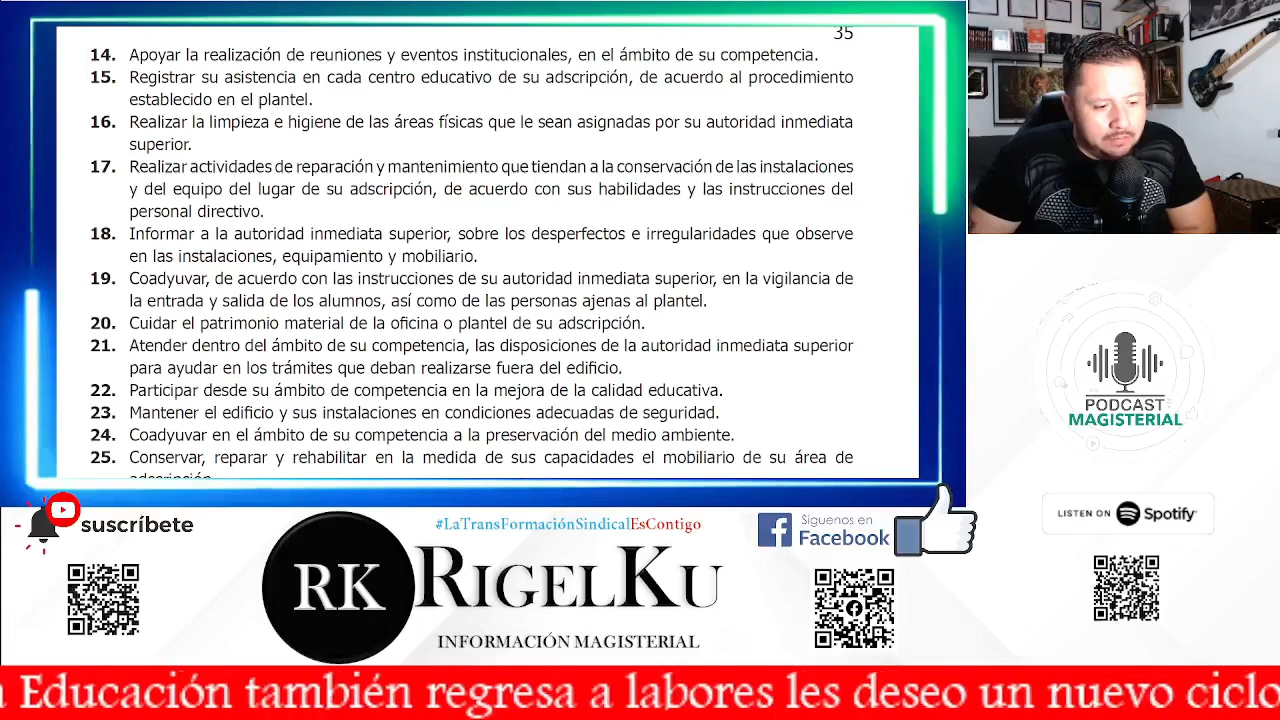 35
14. Apoyar la realización de reuniones y eventos institucionales, en el ámbito de su competencia.
15. Registrar su asistencia en cada centro educativo de su adscripción, de acuerdo al procedimiento
establecido en el plantel.
16. Realizar la limpieza e higiene de las áreas físicas que le sean asignadas por su autoridad inmediata
superior.
17. Realizar actividades de reparación y mantenimiento que tiendan a la conservación de las instalaciones
y del equipo del lugar de su adscripción, de acuerdo con sus habilidades y las instrucciones del
personal directivo.
18. Informar a la autoridad inmediata superior, sobre los desperfectos e irregularidades que observe
en las instalaciones, equipamiento y mobiliario.
19. Coadyuvar, de acuerdo con las instrucciones de su autoridad inmediata superior, en la vigilancia de
la entrada y salida de los alumnos, así como de las personas ajenas al plantel.
20. Cuidar el patrimonio material de la oficina o plantel de su adscripción.
21. Atender dentro del ámbito de su competencia, las disposiciones de la autoridad inmediata superior
para ayudar en los trámites que deban realizarse fuera del edificio.
22. Participar desde su ámbito de competencia en la mejora de la calidad educativa.
23. Mantener el edificio y sus instalaciones en condiciones adecuadas de seguridad.
24. Coadyuvar en el ámbito de su competencia a la preservación del medio ambiente.
25. Conservar, reparar y rehabilitar en la medida de sus capacidades el mobiliario de su área de
adscripción.
PODCAST
MAGISTERIAL
suscríbete
#LaTransFormaciónSindicalEsContigo
RK RIGELKU
INFORMACIÓN MAGISTERIAL
Síguenos en
Facebook
LISTEN ON Spotify
a Educación también regresa a labores les deseo un nuevo ciclo